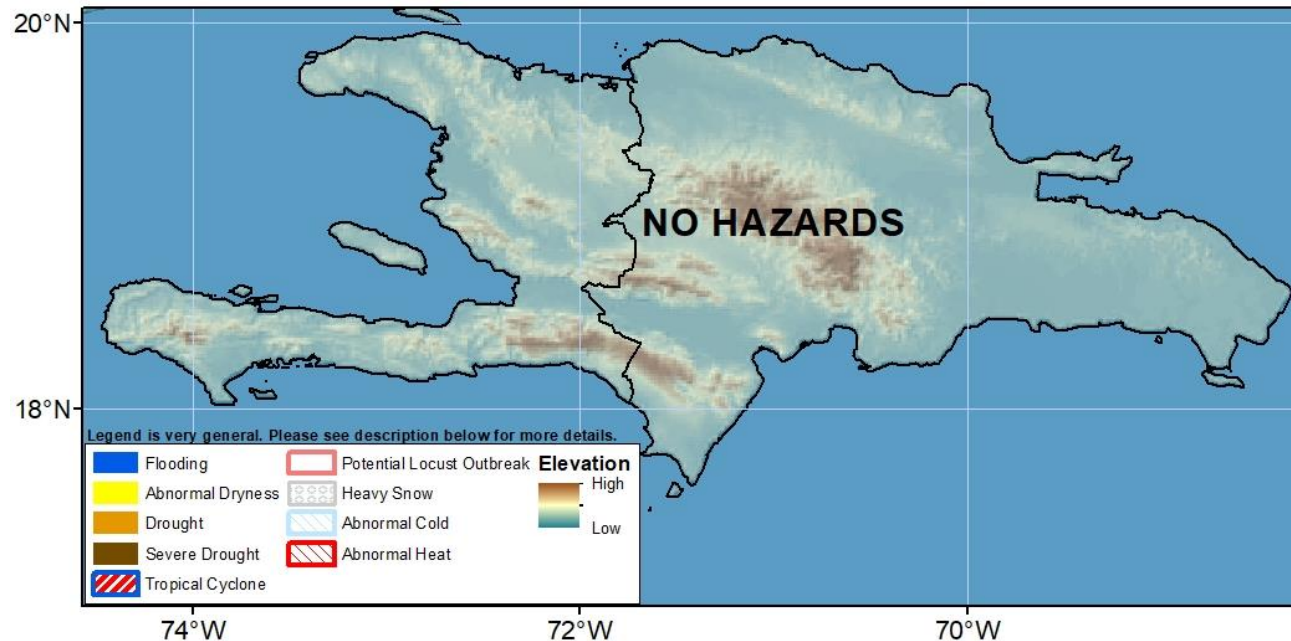 20°N
NO HAZARDS
18°N
Legend is very general. Please see description below for more details.
Flooding
Abnormal Dryness
Drought
Severe Drought
Tropical Cyclone
Potential Locust Outbreak
Heavy Snow
Abnormal Cold
Abnormal Heat
Elevation
High
Low
74°W
72°W
70°W